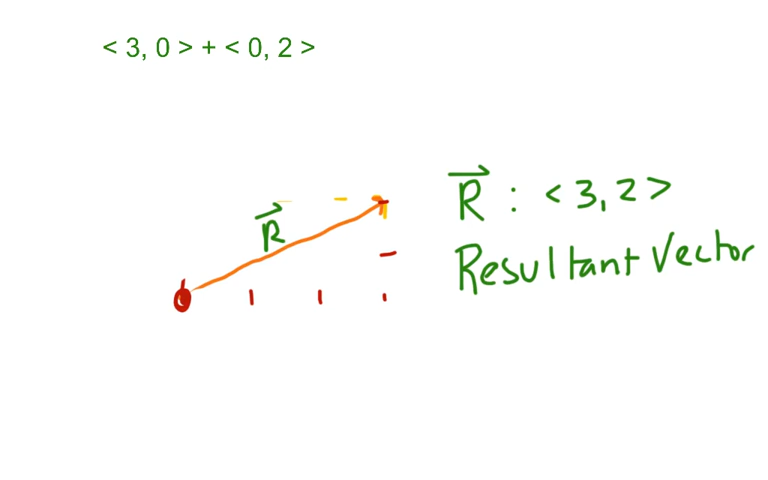 < 3, 0 > + < 0, 2 >
R : < 3, 2 >
R
Resultant Vector